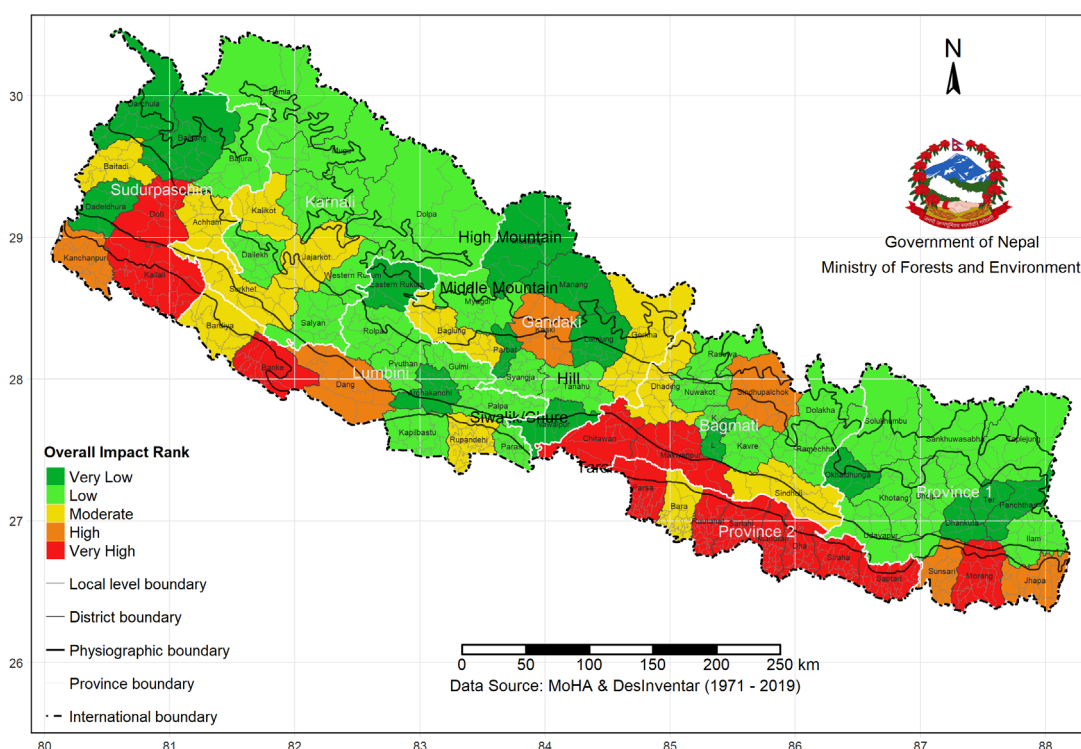 N
Government of Nepal
Ministry of Forests and Environment
30
29
28
27
26
80
81
82
83
84
85
86
87
88
Humla
Darchula
Bajhang
Mugu
Bajura
Baitadi
Sudurpaschim
Karnali
Dadeldhura
Doti
Achham
Kalikot
Dolpa
Kanchanpur
Kailali
Dailekh
Jajarkot
High Mountain
Western Rukum
Eastern Rukum
Manang
Surkhet
Middle Mountain
Myagdi
Bardiya
Salyan
Rolpa
Baglung
Gandaki
Kaski
Lamjung
Gorkha
Parbat
Banke
Dang
Lumbini
Pyuthan
Gulmi
Syangja
Hill
Tanahu
Dhading
Rasuwa
Nuwakot
Sindhupalchok
Dolakha
Palpa
Siwalik/Chure
Nawalpur
Kapilbastu
Rupandehi
Parasi
Chitawan
Makwanpur
Bagmati
K
L
Kavre
Ramechhap
Solukhumbu
Sankhuwasabha
Taplejung
Okhaldhunga
Khotang
Province 1
Ter
Panchthar
Parsa
Bara
Sindhuli
Province 2
Sarlahi
Dha
Siraha
Saptari
Udayapur
Dhankuta
Ilam
Sunsari
Morang
Jhapa
Overall Impact Rank
Very Low
Low
Moderate
High
Very High
Local level boundary
District boundary
Physiographic boundary
Province boundary
International boundary
0 50 100 150 200 250 km
Data Source: MoHA & DesInventar (1971 - 2019)